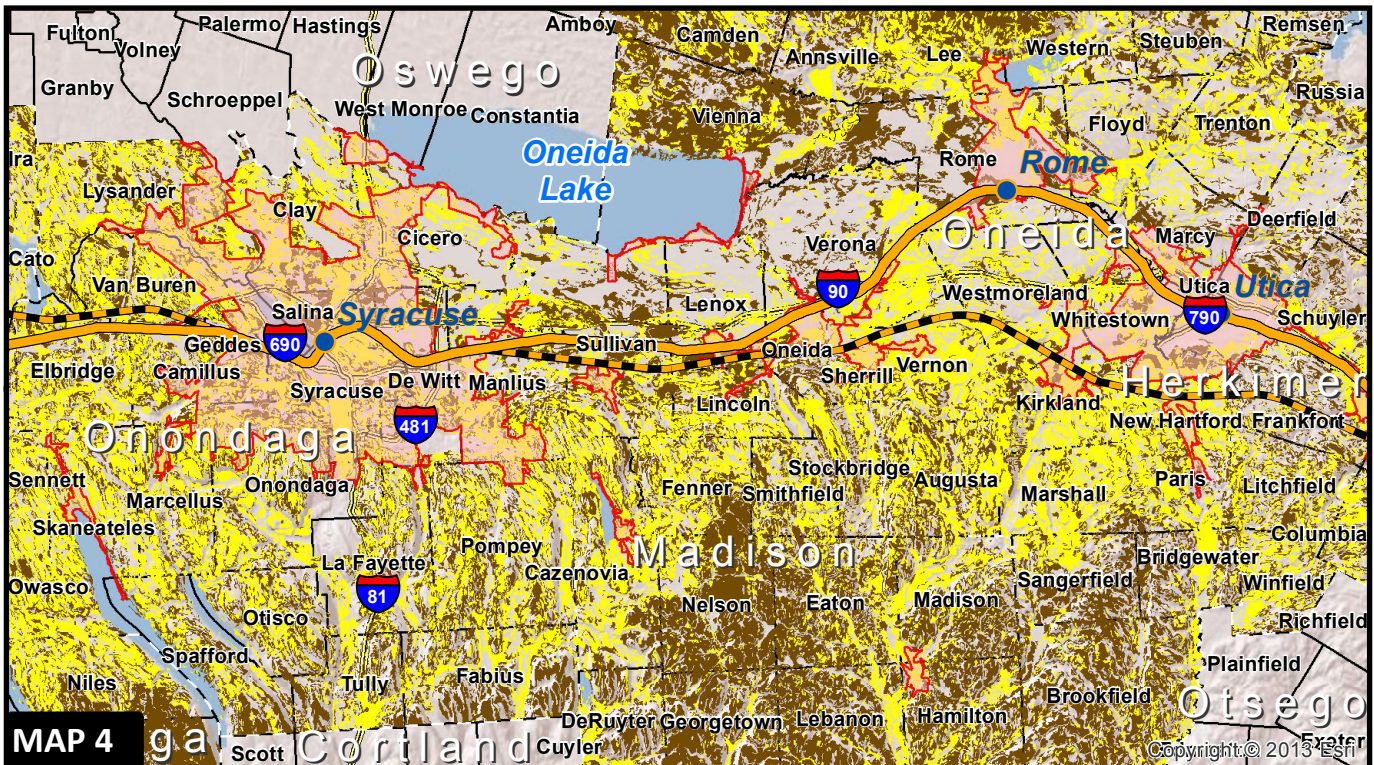 Fulton
Palermo
Hastings
Amboy
Remsen
Volney
Camden
Steuben
Western
Annsville
Lee
Oswego
Granby
Russia
Schroeppel
West Monroe
Constantia
Vienna
Floyd
Trenton
Oneida
Lake
Rome
Rome
Ira
Lysander
Clay
Cicero
Deerfield
Oneida
Marcy
Verona
Cato
Van Buren
90
Utica
Utica
Westmoreland
Lenox
Salina
Syracuse
790
Whitestown
Schuyler
690
Geddes
Sullivan
Oneida
Elbridge
Camillus
Vernon
Sherrill
Syracuse
De Witt
Manlius
Herkimer
Lincoln
Kirkland
New Hartford
Frankfort
481
Onondaga
Stockbridge
Sennett
Onondaga
Fenner
Smithfield
Augusta
Marshall
Paris
Litchfield
Marcellus
Skaneateles
Columbia
Pompey
Madison
Bridgewater
La Fayette
Cazenovia
Sangerfield
Winfield
Owasco
81
Nelson
Eaton
Madison
Otisco
Richfield
Spafford
Plainfield
Niles
Tully
Fabius
Brookfield
Otsego
DeRuyter
Georgetown
Lebanon
Hamilton
MAP 4
ga
Scott
Cortland
Cuyler
Exeter
Copyright:© 2013 Esri